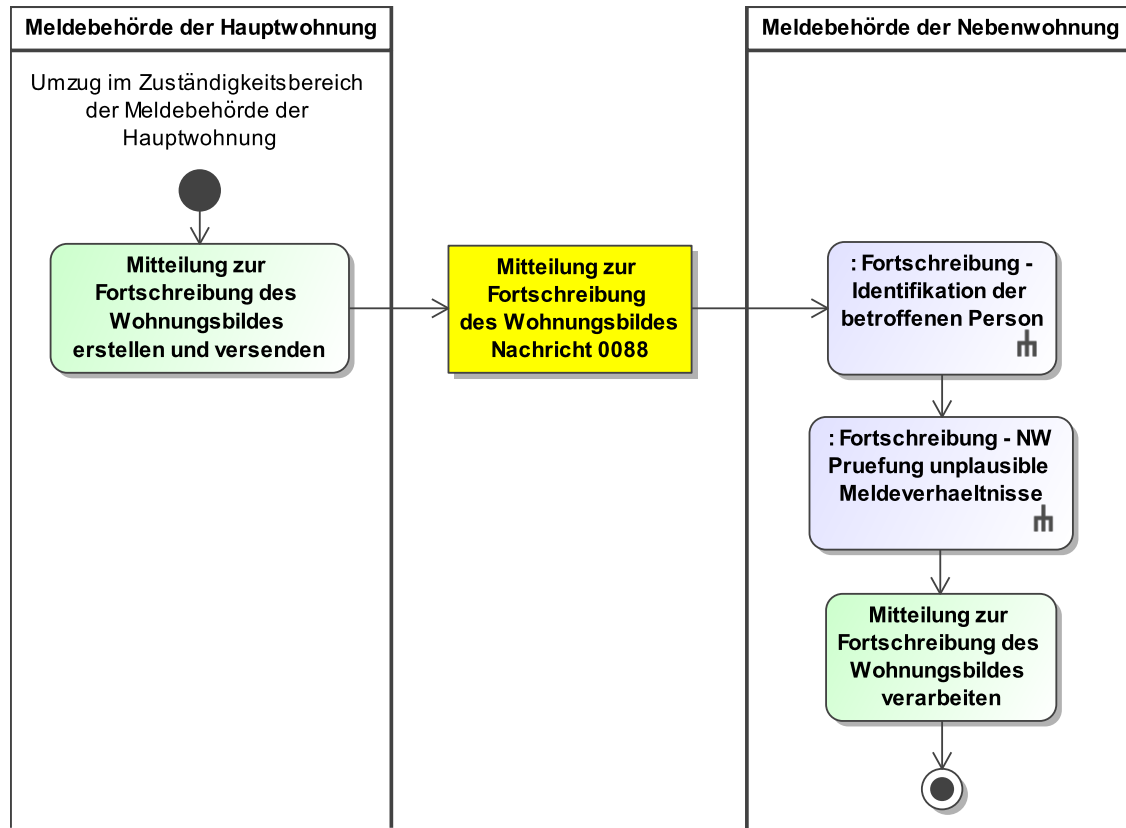 Meldebehörde der Hauptwohnung
Meldebehörde der Nebenwohnung
Umzug im Zuständigkeitsbereich
der Meldebehörde der
Hauptwohnung
Mitteilung zur
Fortschreibung des
Wohnungsbildes
erstellen und versenden
Mitteilung zur
Fortschreibung
des Wohnungsbildes
Nachricht 0088
: Fortschreibung -
Identifikation der
betroffenen Person
: Fortschreibung - NW
Pruefung unplausible
Meldeverhaeltnisse
Mitteilung zur
Fortschreibung des
Wohnungsbildes
verarbeiten